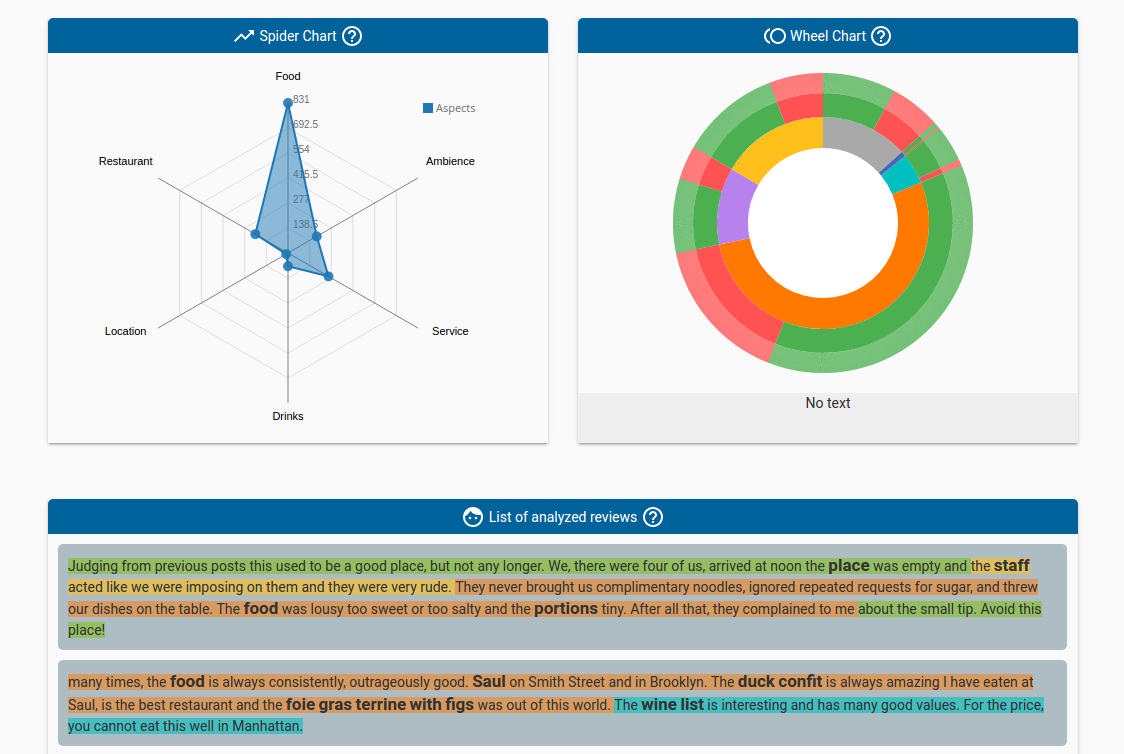 Spider Chart ?
Wheel Chart ?
Food
831
Aspects
692.5
554
Restaurant
Ambience
415.5
277
138.5
Location
Service
Drinks
No text
List of analyzed reviews ?
Judging from previous posts this used to be a good place, but not any longer. We, there were four of us, arrived at noon the place was empty and the staff
acted like we were imposing on them and they were very rude. They never brought us complimentary noodles, ignored repeated requests for sugar, and threw
our dishes on the table. The food was lousy too sweet or too salty and the portions tiny. After all that, they complained to me about the small tip. Avoid this
place!
many times, the food is always consistently, outrageously good. Saul on Smith Street and in Brooklyn. The duck confit is always amazing I have eaten at
Saul, is the best restaurant and the foie gras terrine with figs was out of this world. The wine list is interesting and has many good values. For the price,
you cannot eat this well in Manhattan.